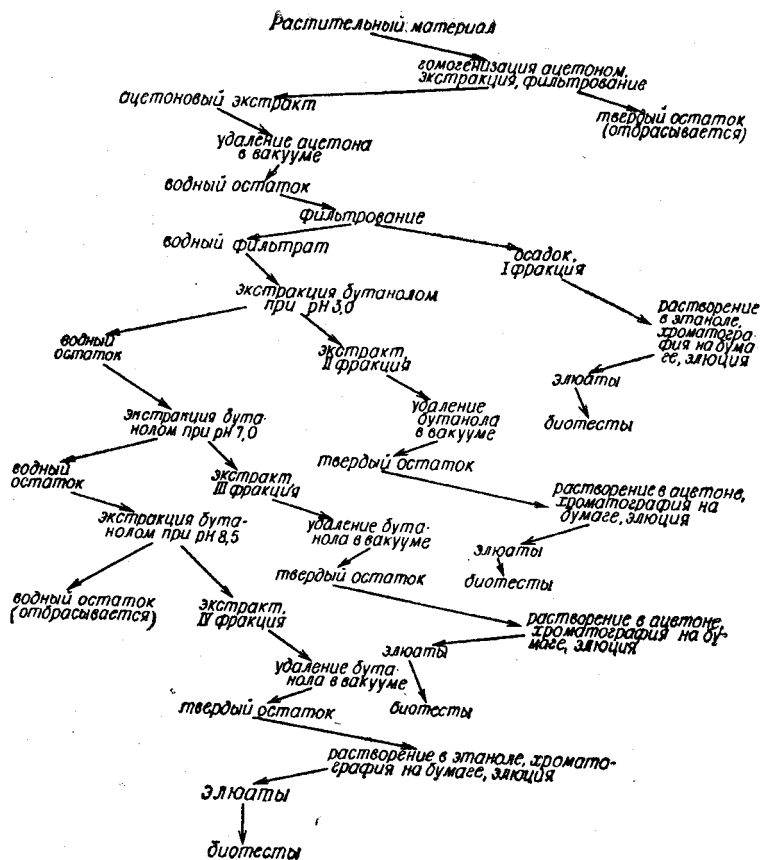 Растительный материал
гомогенизация ацетоном,
экстракция, фильтрование
ацетоновый экстракт
твердый остаток
(отбрасывается)
удаление ацетона
в вакууме
водный остаток
фильтрование
водный фильтрат
осадок,
I фракция
экстракция бутанолом
при pH 3,0
растворение
в этаноле,
хроматогра-
фия на бума
ге, элюция
водный
остаток
экстракт,
II фракция
элюаты
биотесты
удаление
бутанола
в вакууме
экстракция бута-
нолом при pH 7,0
твердый остаток
водный
остаток
экстракт,
III фракция
растворение в ацетоне,
хроматография на
бумаге, элюция
экстракция бута-
нолом при pH 8,5
удаление бута-
нола в вакууме
элюаты
биотесты
твердый остаток
водный остаток
(отбрасывается)
экстракт,
IV фракция
растворение в ацетоне,
хроматография на бу-
маге, элюция
элюаты
биотесты
удаление бута-
нола в вакууме
твердый остаток
растворение в этаноле, хромато-
графия на бумаге, элюция
элюаты
биотесты